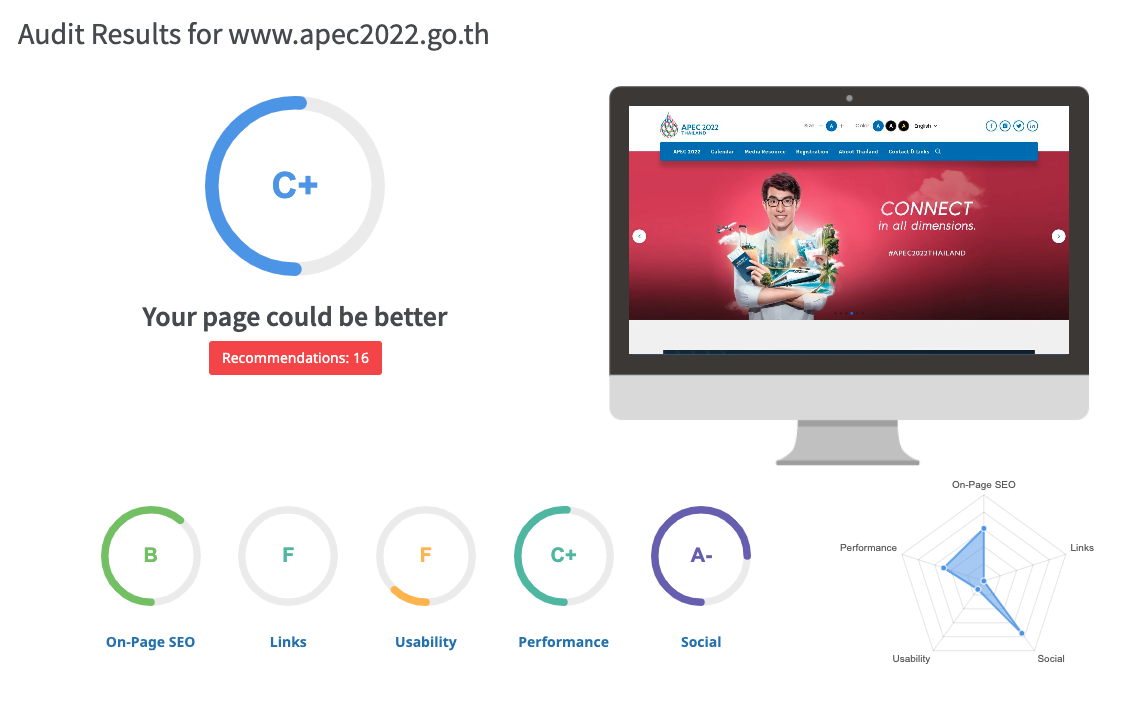 Audit Results for www.apec2022.go.th
C+
Your page could be better
Recommendations: 16
APEC 2022
THAILAND
Size
A
+
A
A
A
English
APEC 2022 Calendar Media Resource Registration About Thailand Contact & Links
CONNECT
in all dimensions.
#APEC2022THAILAND
B
F
F
C+
A-
On-Page SEO
Links
Usability
Performance
Social
On-Page SEO
Performance
Links
Usability
Social